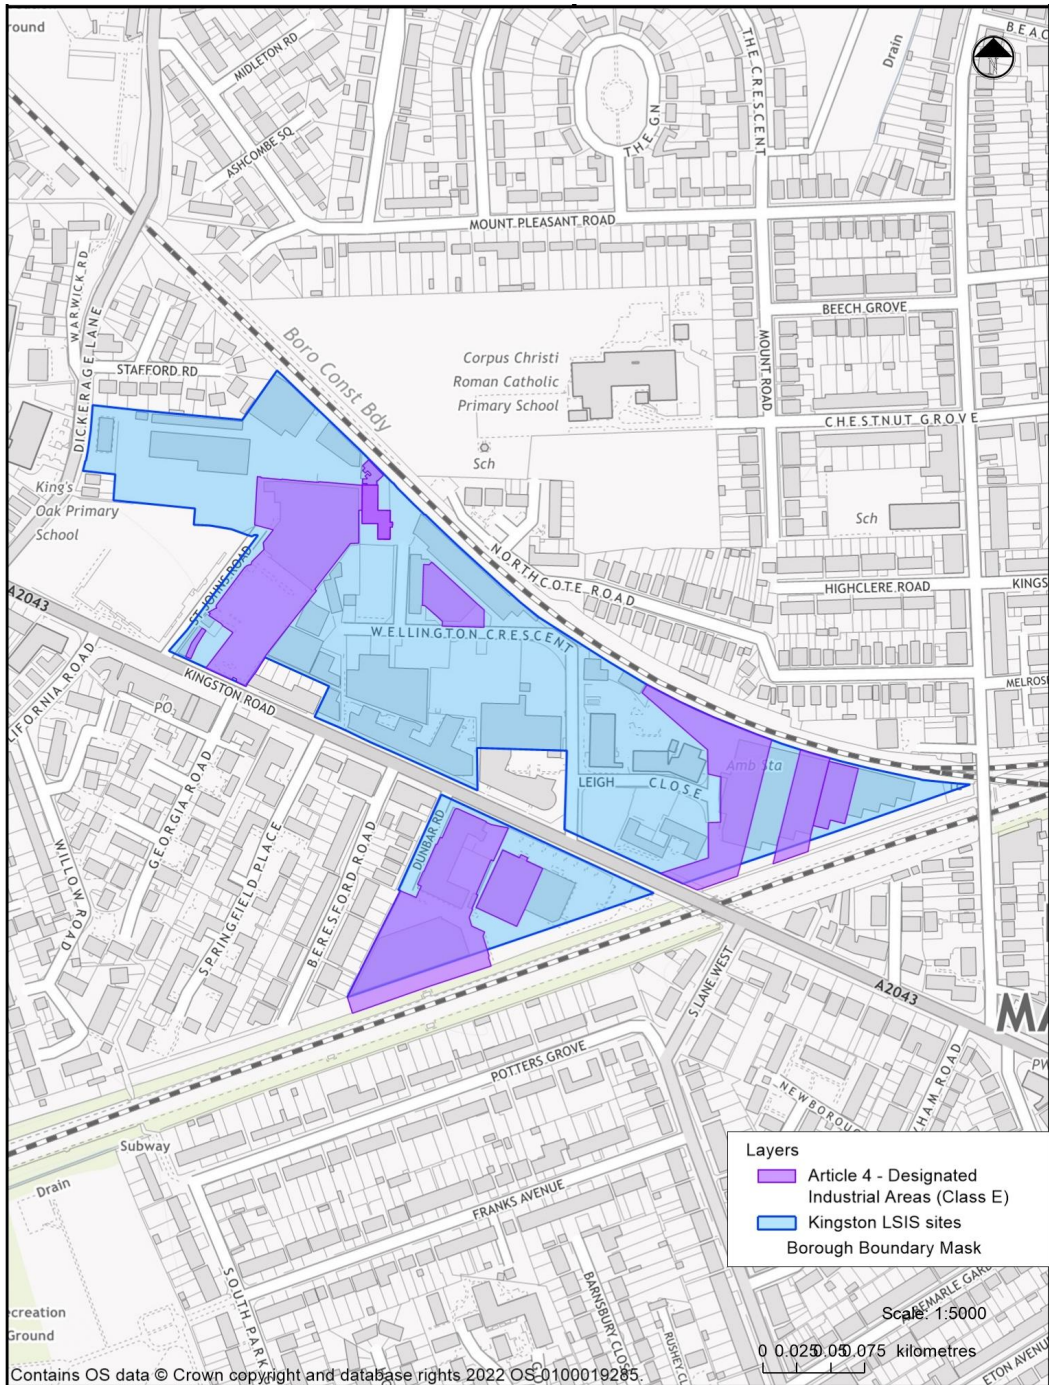 round
MIDLETON RD
ASHCOMBE SQ
THE GN
THE CRESCENT
Drain
BEAC
MOUNT PLEASANT ROAD
WARWICK RD
DICKERAGE LANE
STAFFORD RD
Boro Const Bdy
BEECH GROVE
MOUNT ROAD
Corpus Christi
Roman Catholic
Primary School
CHESTNUT GROVE
Sch
King's
Oak Primary
School
Sch
ST JOHNS ROAD
NORTHCOTE ROAD
HIGHCLERE ROAD
KINGS
A2043
WELLINGTON CRESCENT
LIFORNIA ROAD
KINGSTON ROAD
MELROSE
PO
GEORGIA ROAD
Amb Sta
LEIGH CLOSE
WILLOW ROAD
SPRINGFIELD PLACE
BERESFORD ROAD
DUNBAR RD
S LANE WEST
A2043
MA
POTTERS GROVE
PW
NEWBOROU
HAM ROAD
Subway
Drain
FRANKS AVENUE
SOUTH PARK
BARNSBURY CLOSE
RUSHEY CL
Layers
Article 4 - Designated
Industrial Areas (Class E)
Kingston LSIS sites
Borough Boundary Mask
EMARLE GAR
ecreation
Ground
Scale: 1:5000
0 0.025 0.05 0.075 kilometres
ETON AVENUE
Contains OS data © Crown copyright and database rights 2022 OS 0100019285